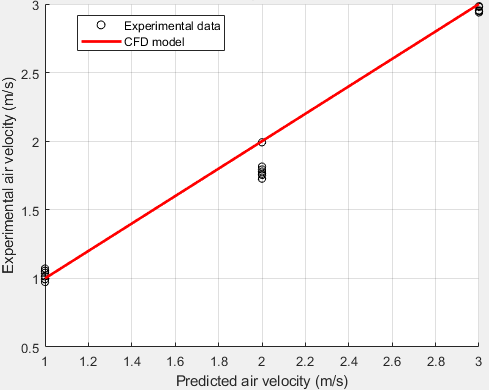 Experimental data
CFD model
3
2.5
2
1.5
1
0.5
Experimental air velocity (m/s)
1 1.2 1.4 1.6 1.8 2 2.2 2.4 2.6 2.8 3
Predicted air velocity (m/s)